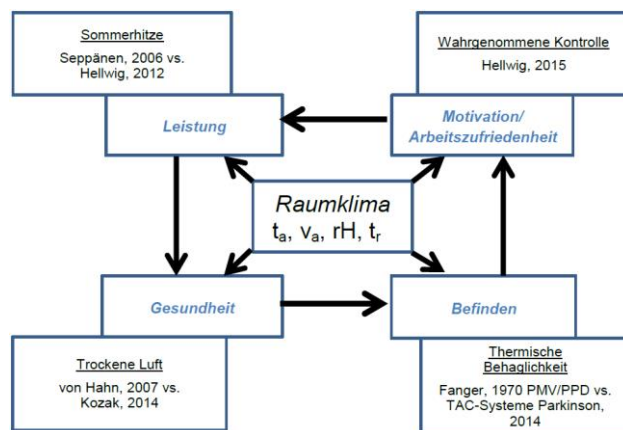 Sommerhitze
Seppänen, 2006 vs.
Hellwig, 2012
Leistung
Wahrgenommene Kontrolle
Hellwig, 2015
Motivation/
Arbeitszufriedenheit
Raumklima
ta, va, rH, tr
Gesundheit
Trockene Luft
von Hahn, 2007 vs.
Kozak, 2014
Befinden
Thermische
Behaglichkeit
Fanger, 1970 PMV/PPD vs.
TAC-Systeme Parkinson,
2014